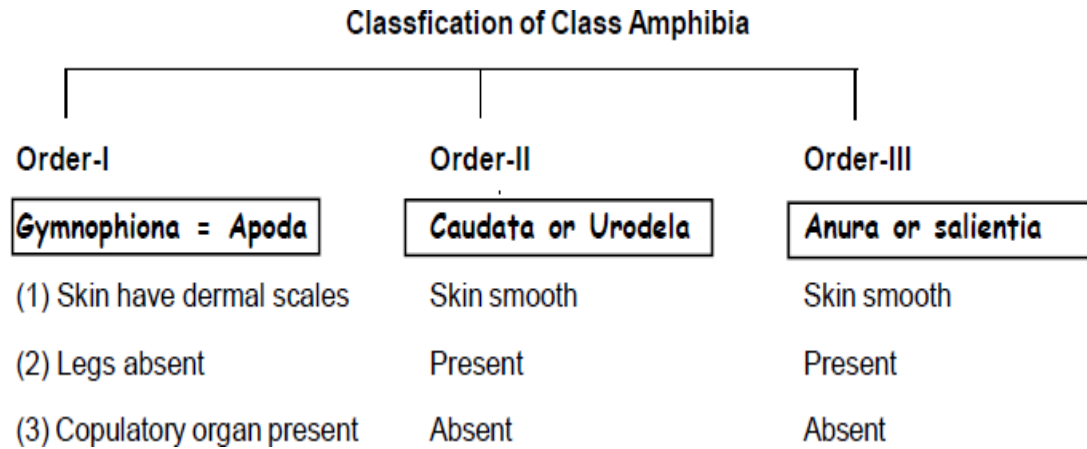 Classfication of Class Amphibia
Order-I Order-II Order-III
Gymnophiona = Apoda Caudata or Urodela Anura or salientia
(1) Skin have dermal scales Skin smooth Skin smooth
(2) Legs absent Present Present
(3) Copulatory organ present Absent Absent